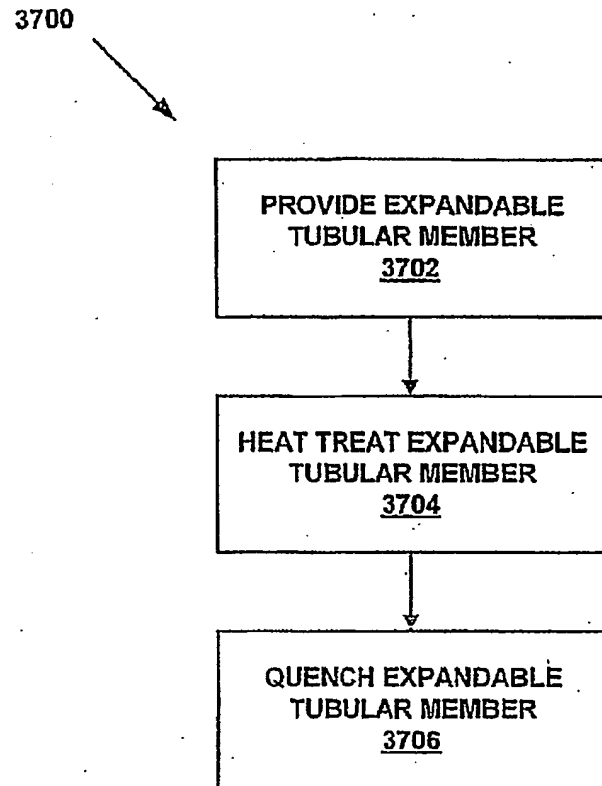 3700
PROVIDE EXPANDABLE
TUBULAR MEMBER
3702
HEAT TREAT EXPANDABLE
TUBULAR MEMBER
3704
QUENCH EXPANDABLE
TUBULAR MEMBER
3706